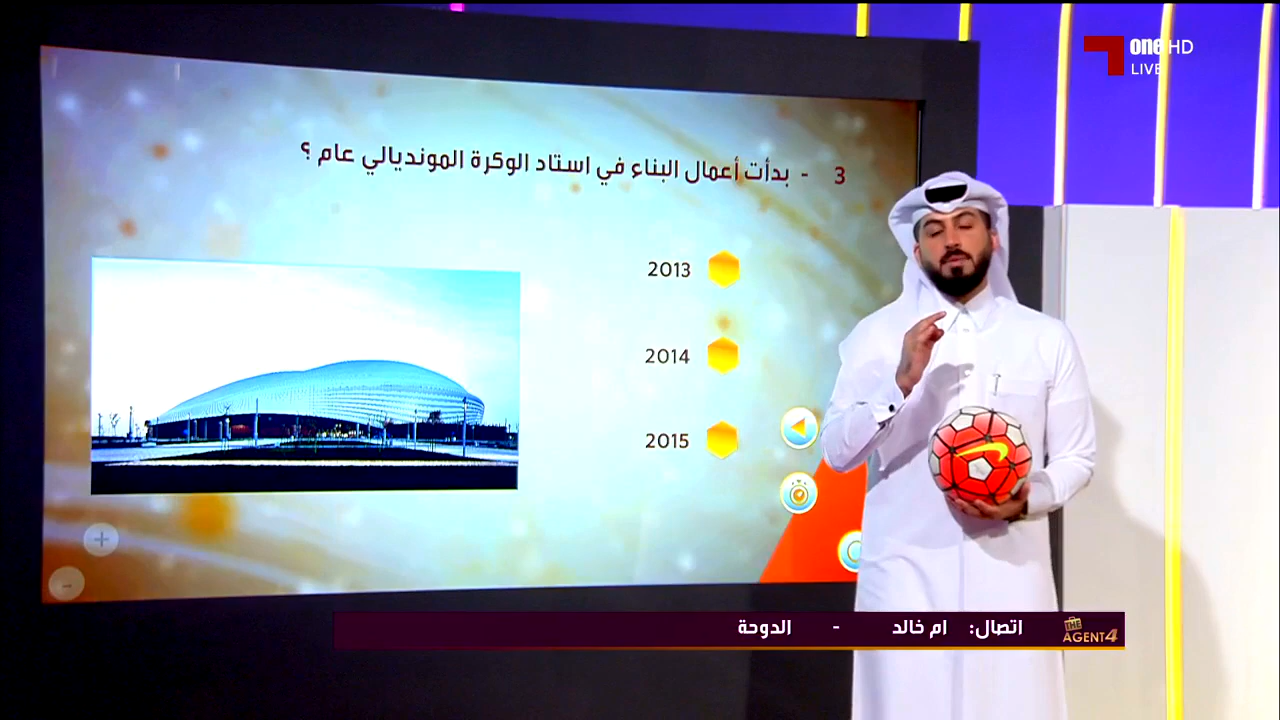 one HD
LIVE
3 - بدأت أعمال البناء في استاد الوكرة المونديالي عام ؟
2013
2014
2015
اتصال: ام خالد - الدوحة
THE
AGENT4